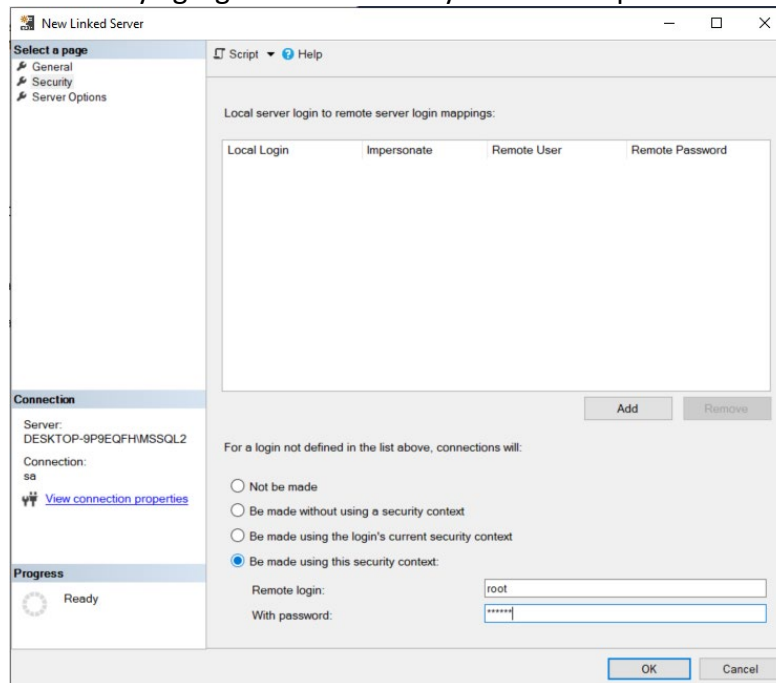 New Linked Server
Select a page
General
Security
Server Options
Script Help
Local server login to remote server login mappings:
Local Login Impersonate Remote User Remote Password
Add Remove
For a login not defined in the list above, connections will:
Not be made
Be made without using a security context
Be made using the login's current security context
Be made using this security context:
Remote login: root
With password: ******
Connection
Server:
DESKTOP-9P9EQFH\MSSQL2
Connection:
sa
View connection properties
Progress
Ready
OK Cancel